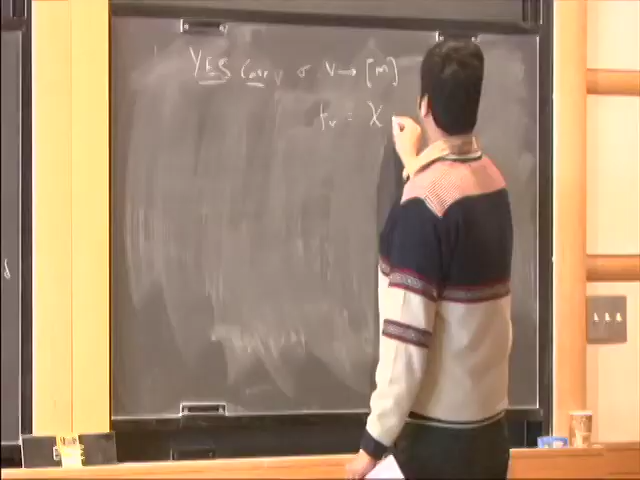 YES Case, σ: V → [m]
f_v = χ